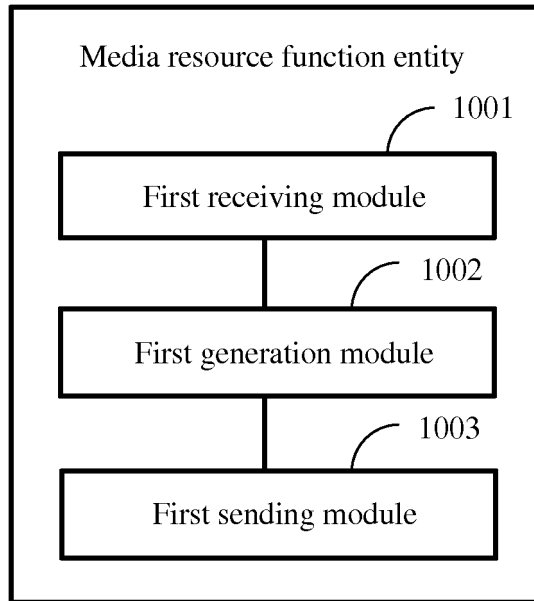 Media resource function entity
1001
First receiving module
1002
First generation module
1003
First sending module